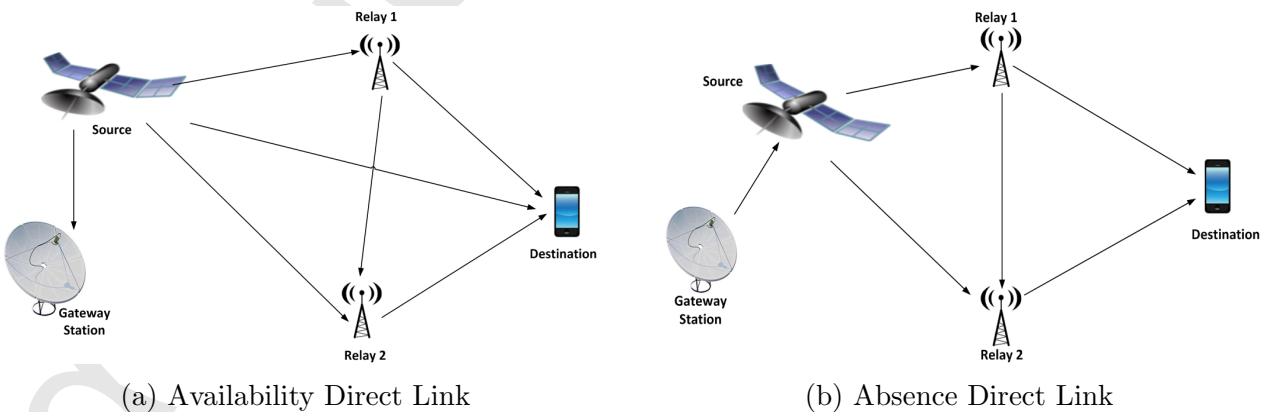 Relay 1
Source
Destination
Gateway
Station
Relay 2
(a) Availability Direct Link
Relay 1
Source
Destination
Gateway
Station
Relay 2
(b) Absence Direct Link